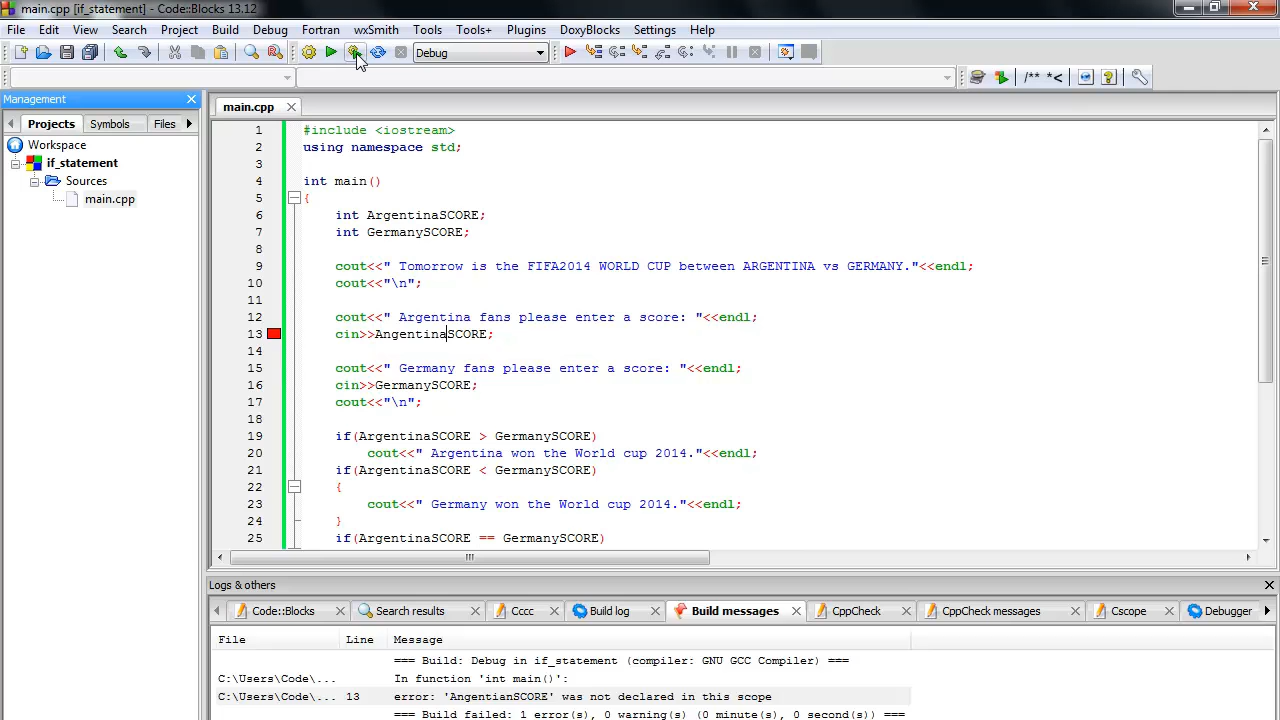 main.cpp [if_statement] - Code::Blocks 13.12
File Edit View Search Project Build Debug Fortran wxSmith Tools Tools+ Plugins DoxyBlocks Settings Help
Debug
/** *<
Management
main.cpp
Projects Symbols Files
Workspace
if_statement
Sources
main.cpp
1 #include <iostream>
2 using namespace std;
3
4 int main()
5 {
6 int ArgentinaSCORE;
7 int GermanySCORE;
8
9 cout<<" Tomorrow is the FIFA2014 WORLD CUP between ARGENTINA vs GERMANY."<<endl;
10 cout<<"\n";
11
12 cout<<" Argentina fans please enter a score: "<<endl;
13 cin>>AngentinaSCORE;
14
15 cout<<" Germany fans please enter a score: "<<endl;
16 cin>>GermanySCORE;
17 cout<<"\n";
18
19 if(ArgentinaSCORE > GermanySCORE)
20 cout<<" Argentina won the World cup 2014."<<endl;
21 if(ArgentinaSCORE < GermanySCORE)
22 {
23 cout<<" Germany won the World cup 2014."<<endl;
24 }
25 if(ArgentinaSCORE == GermanySCORE)
Logs & others
Code::Blocks Search results Cccc Build log Build messages CppCheck CppCheck messages Cscope Debugger
File Line Message
=== Build: Debug in if_statement (compiler: GNU GCC Compiler) ===
C:\Users\Code\... In function 'int main()':
C:\Users\Code\... 13 error: 'AngentianSCORE' was not declared in this scope
=== Build failed: 1 error(s), 0 warning(s) (0 minute(s), 0 second(s)) ===